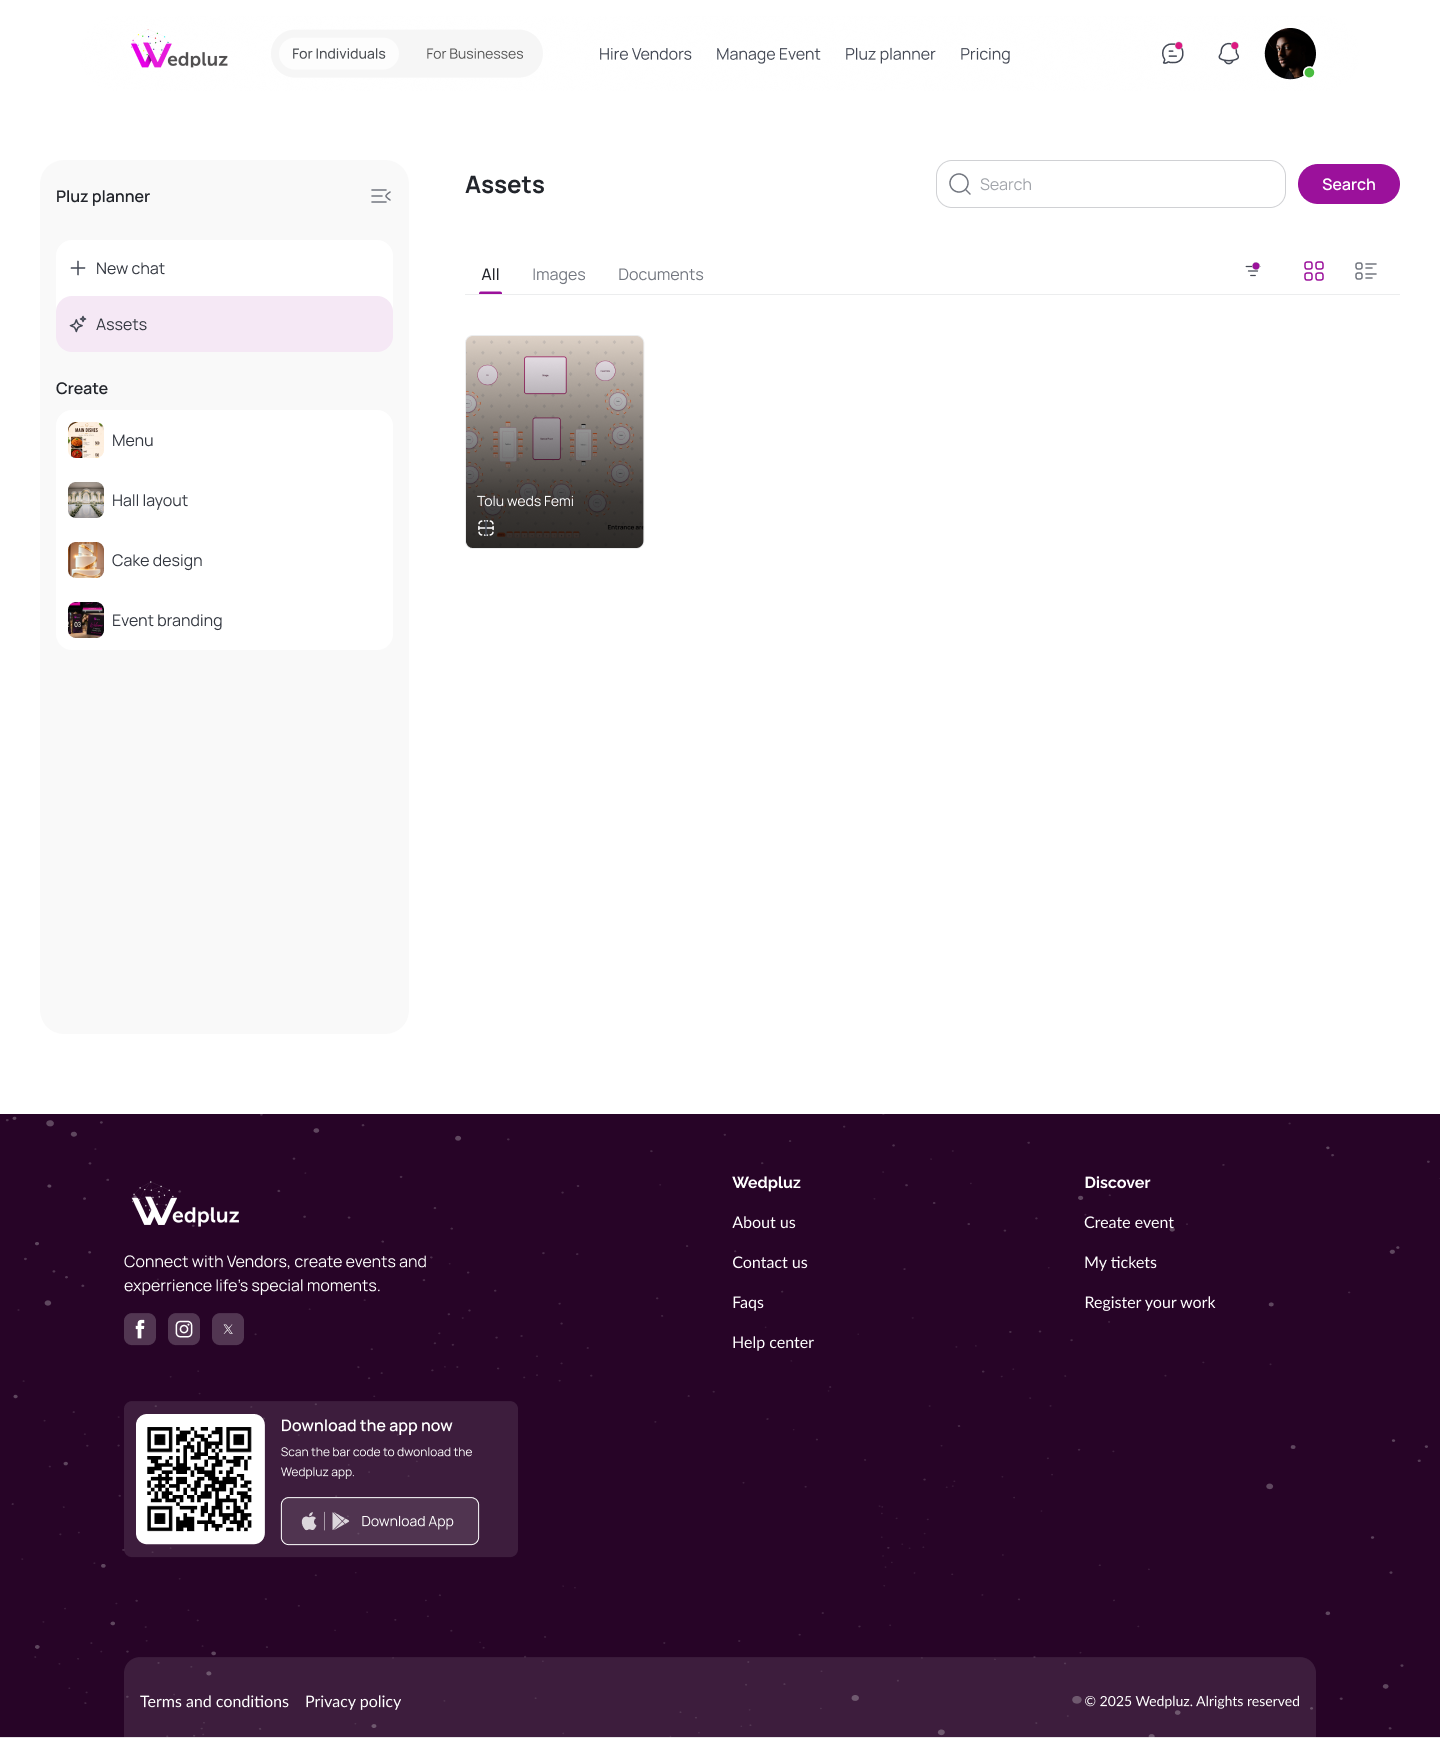 Wedpluz
For Individuals
For Businesses
Hire Vendors
Manage Event
Pluz planner
Pricing
Pluz planner
New chat
Assets
Create
MAIN DISHES
Menu
Hall layout
Cake design
03
Event branding
Assets
Search
Search
All
Images
Documents
Tolu weds Femi
Wedpluz
Connect with Vendors, create events and
experrience life's special moments.
Download the app now
Scan the bar code to dwonload the
Wedpluz app.
Download App
Wedpluz
About us
Contact us
Faqs
Help center
Discover
Create event
My tickets
Register your work
Terms and conditions
Privacy policy
© 2025 Wedpluz. Alrights reserved